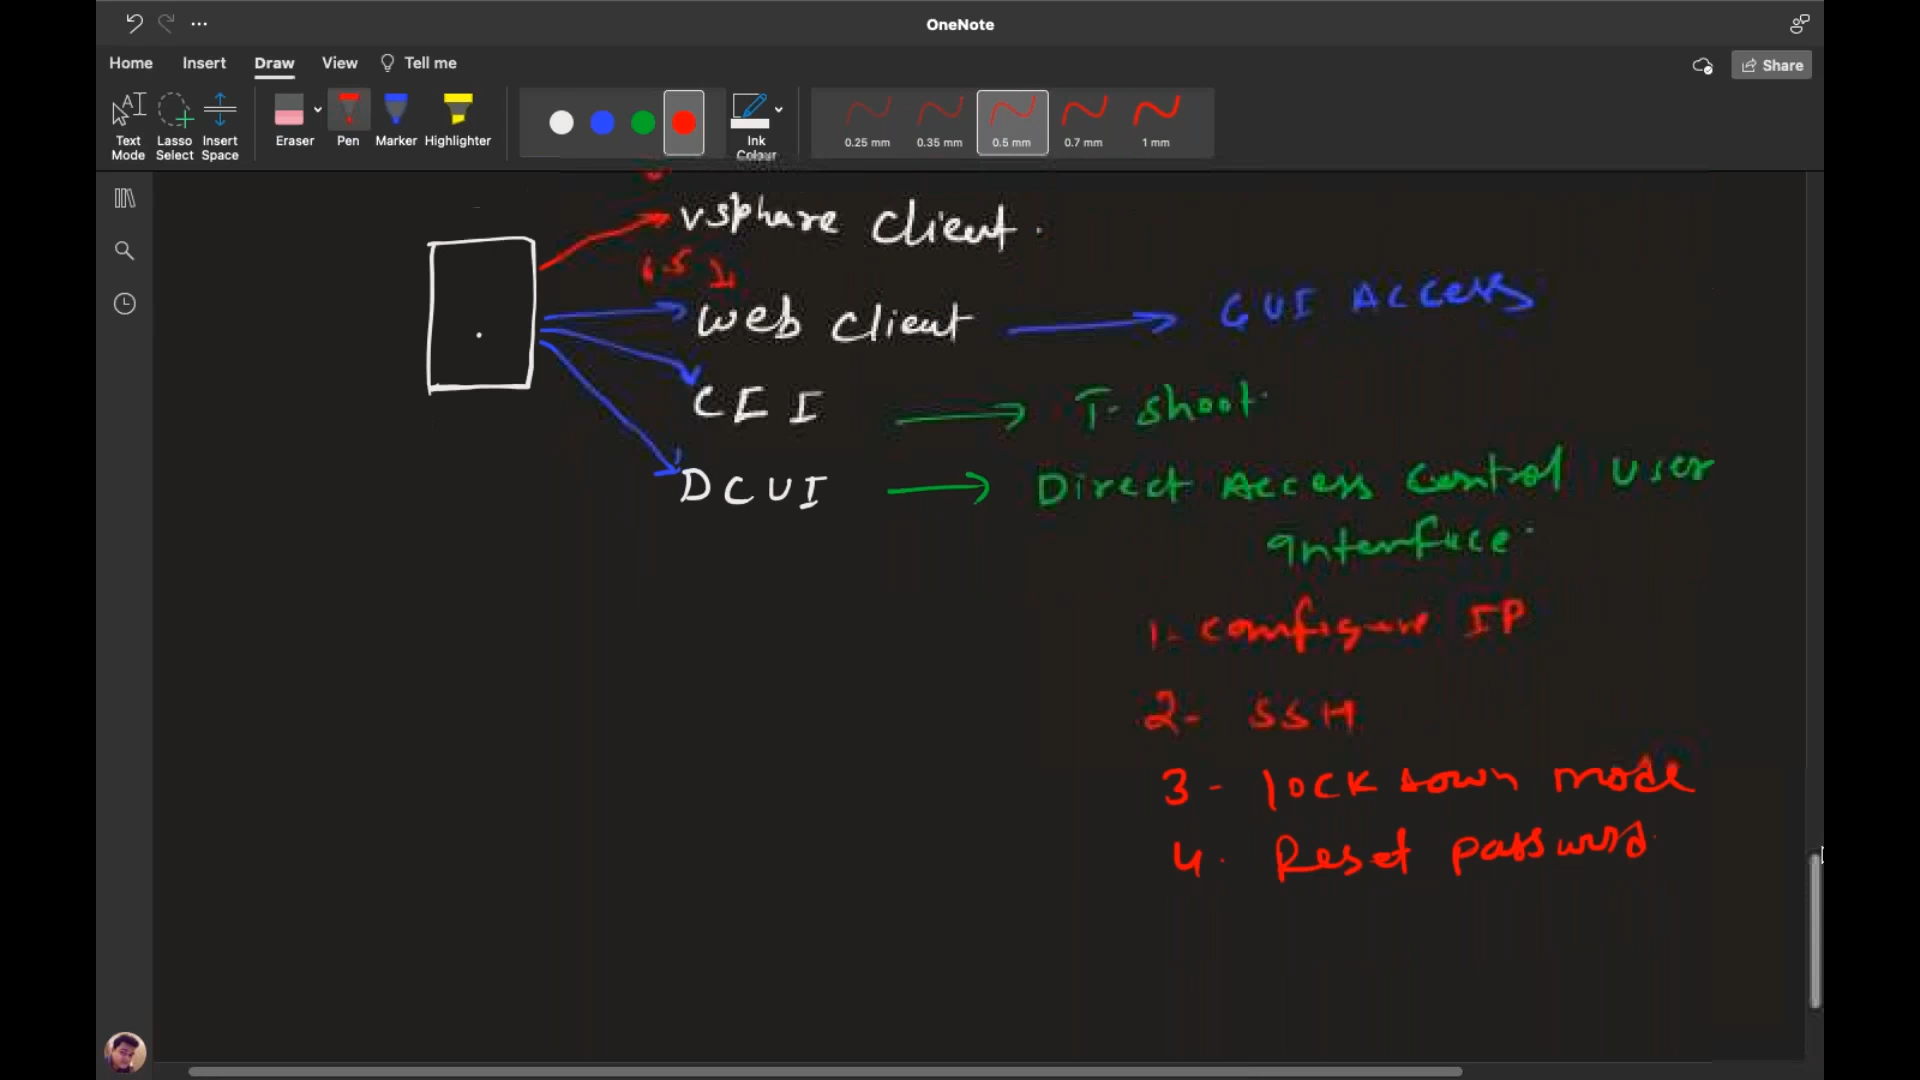 OneNote
Home Insert Draw View Tell me
Share
Text Mode
Lasso Select
Insert Space
Eraser
Pen
Marker
Highlighter
Ink Colour
0.25 mm
0.35 mm
0.5 mm
0.7 mm
1 mm
vsphare client.
web client GUI Access
CLI T-shoot.
DCUI Direct Access Control User
interface.
1- configure IP
2- SSH
3- lock down mode
4. Reset password.